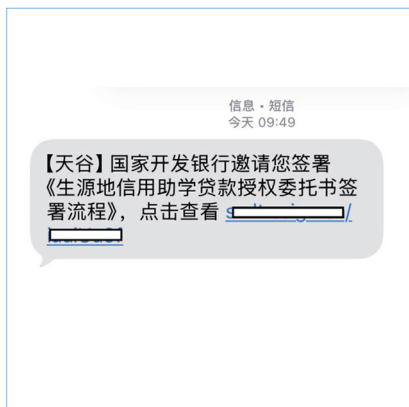 信息·短信
今天 09:49
【天谷】国家开发银行邀请您签署
《生源地信用助学贷款授权委托书签
署流程》，点击查看